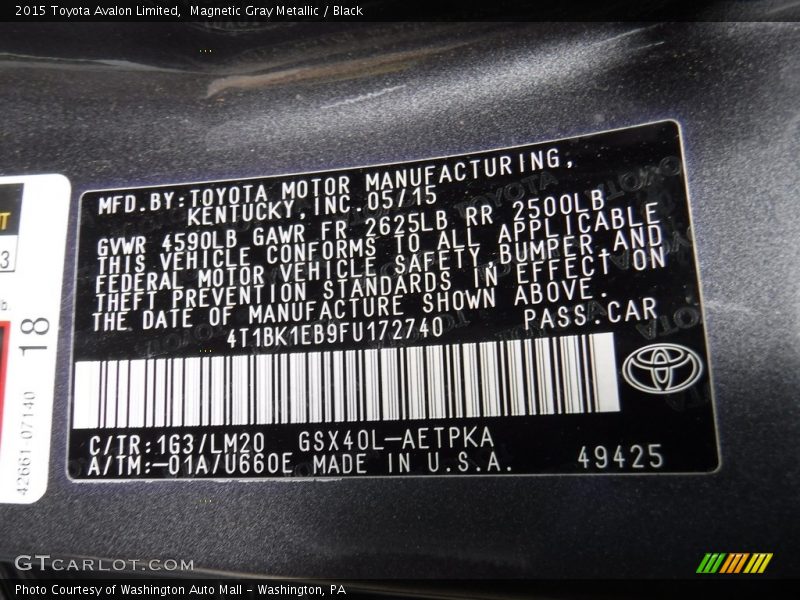 2015 Toyota Avalon Limited,  Magnetic Gray Metallic / Black
MFD.BY:TOYOTA MOTOR MANUFACTURING,
KENTUCKY,INC.05/15
GVWR 4590LB GAWR FR 2625LB RR 2500LB
THIS VEHICLE CONFORMS TO ALL APPLICABLE
FEDERAL MOTOR VEHICLE SAFETY,BUMPER,AND
THEFT PREVENTION STANDARDS IN EFFECT ON
THE DATE OF MANUFACTURE SHOWN ABOVE.
4T1BK1EB9FU172740 PASS.CAR
C/TR:1G3/LM20 GSX40L-AETPKA
A/TM:-01A/U660E MADE IN U.S.A. 49425
3
18
42661-07140
GTCARLOT.COM
Photo Courtesy of Washington Auto Mall - Washington, PA